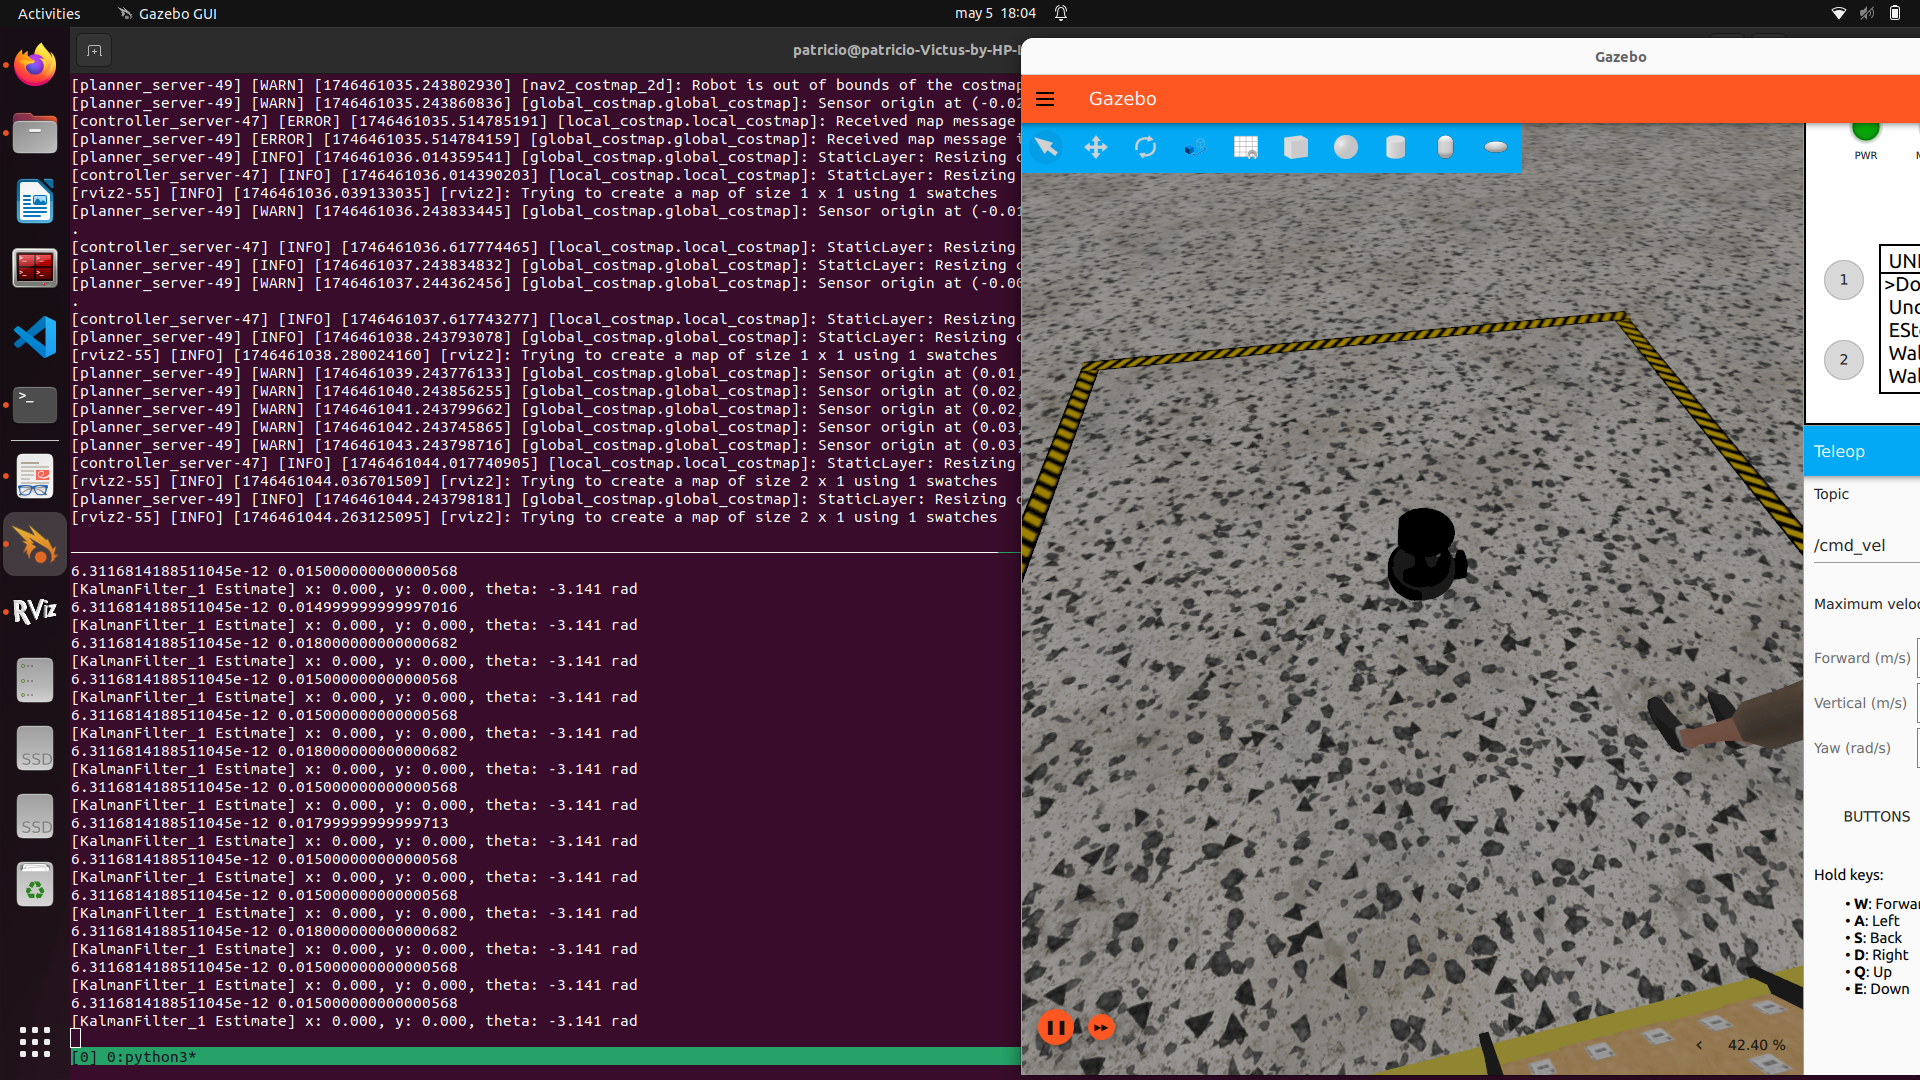 Activities
Gazebo GUI
may 5 18:04
patricio@patricio-Victus-by-HP-
[planner_server-49] [WARN] [1746461035.243802930] [nav2_costmap_2d]: Robot is out of bounds of the costmap
[planner_server-49] [WARN] [1746461035.243860836] [global_costmap.global_costmap]: Sensor origin at (-0.02
[controller_server-47] [ERROR] [1746461035.514785191] [local_costmap.local_costmap]: Received map message
[planner_server-49] [ERROR] [1746461035.514784159] [global_costmap.global_costmap]: Received map message
[planner_server-49] [INFO] [1746461036.014359541] [global_costmap.global_costmap]: StaticLayer: Resizing
[controller_server-47] [INFO] [1746461036.014390203] [local_costmap.local_costmap]: StaticLayer: Resizing
[rviz2-55] [INFO] [1746461036.039133035] [rviz2]: Trying to create a map of size 1 x 1 using 1 swatches
[planner_server-49] [WARN] [1746461036.243833445] [global_costmap.global_costmap]: Sensor origin at (-0.01
.
[controller_server-47] [INFO] [1746461036.617774465] [local_costmap.local_costmap]: StaticLayer: Resizing
[planner_server-49] [INFO] [1746461037.243834832] [global_costmap.global_costmap]: StaticLayer: Resizing
[planner_server-49] [WARN] [1746461037.244362456] [global_costmap.global_costmap]: Sensor origin at (-0.00
.
[controller_server-47] [INFO] [1746461037.617743277] [local_costmap.local_costmap]: StaticLayer: Resizing
[planner_server-49] [INFO] [1746461038.243793078] [global_costmap.global_costmap]: StaticLayer: Resizing
[rviz2-55] [INFO] [1746461038.280024160] [rviz2]: Trying to create a map of size 1 x 1 using 1 swatches
[planner_server-49] [WARN] [1746461039.243776133] [global_costmap.global_costmap]: Sensor origin at (0.01,
[planner_server-49] [WARN] [1746461040.243856255] [global_costmap.global_costmap]: Sensor origin at (0.02,
[planner_server-49] [WARN] [1746461041.243799662] [global_costmap.global_costmap]: Sensor origin at (0.02,
[planner_server-49] [WARN] [1746461042.243745865] [global_costmap.global_costmap]: Sensor origin at (0.03,
[planner_server-49] [WARN] [1746461043.243798716] [global_costmap.global_costmap]: Sensor origin at (0.03,
[controller_server-47] [INFO] [1746461044.017740905] [local_costmap.local_costmap]: StaticLayer: Resizing
[rviz2-55] [INFO] [1746461044.036701509] [rviz2]: Trying to create a map of size 2 x 1 using 1 swatches
[planner_server-49] [INFO] [1746461044.243798181] [global_costmap.global_costmap]: StaticLayer: Resizing
[rviz2-55] [INFO] [1746461044.263125095] [rviz2]: Trying to create a map of size 2 x 1 using 1 swatches
6.3116814188511045e-12 0.015000000000000568
[KalmanFilter_1 Estimate] x: 0.000, y: 0.000, theta: -3.141 rad
6.3116814188511045e-12 0.014999999999997016
[KalmanFilter_1 Estimate] x: 0.000, y: 0.000, theta: -3.141 rad
6.3116814188511045e-12 0.018000000000000682
[KalmanFilter_1 Estimate] x: 0.000, y: 0.000, theta: -3.141 rad
6.3116814188511045e-12 0.015000000000000568
[KalmanFilter_1 Estimate] x: 0.000, y: 0.000, theta: -3.141 rad
6.3116814188511045e-12 0.015000000000000568
[KalmanFilter_1 Estimate] x: 0.000, y: 0.000, theta: -3.141 rad
6.3116814188511045e-12 0.018000000000000682
[KalmanFilter_1 Estimate] x: 0.000, y: 0.000, theta: -3.141 rad
6.3116814188511045e-12 0.015000000000000568
[KalmanFilter_1 Estimate] x: 0.000, y: 0.000, theta: -3.141 rad
6.3116814188511045e-12 0.01799999999999713
[KalmanFilter_1 Estimate] x: 0.000, y: 0.000, theta: -3.141 rad
6.3116814188511045e-12 0.015000000000000568
[KalmanFilter_1 Estimate] x: 0.000, y: 0.000, theta: -3.141 rad
6.3116814188511045e-12 0.015000000000000568
[KalmanFilter_1 Estimate] x: 0.000, y: 0.000, theta: -3.141 rad
6.3116814188511045e-12 0.018000000000000682
[KalmanFilter_1 Estimate] x: 0.000, y: 0.000, theta: -3.141 rad
6.3116814188511045e-12 0.015000000000000568
[KalmanFilter_1 Estimate] x: 0.000, y: 0.000, theta: -3.141 rad
6.3116814188511045e-12 0.015000000000000568
[KalmanFilter_1 Estimate] x: 0.000, y: 0.000, theta: -3.141 rad
[0] 0:python3*
RViz
SSD
SSD
Gazebo
Gazebo
PWR
1
2
UNI
>Do
Und
ESt
Wal
Wal
Teleop
Topic
/cmd_vel
Maximum veloc
Forward (m/s)
Vertical (m/s)
Yaw (rad/s)
BUTTONS
Hold keys:
• W: Forwar
• A: Left
• S: Back
• D: Right
• Q: Up
• E: Down
42.40 %